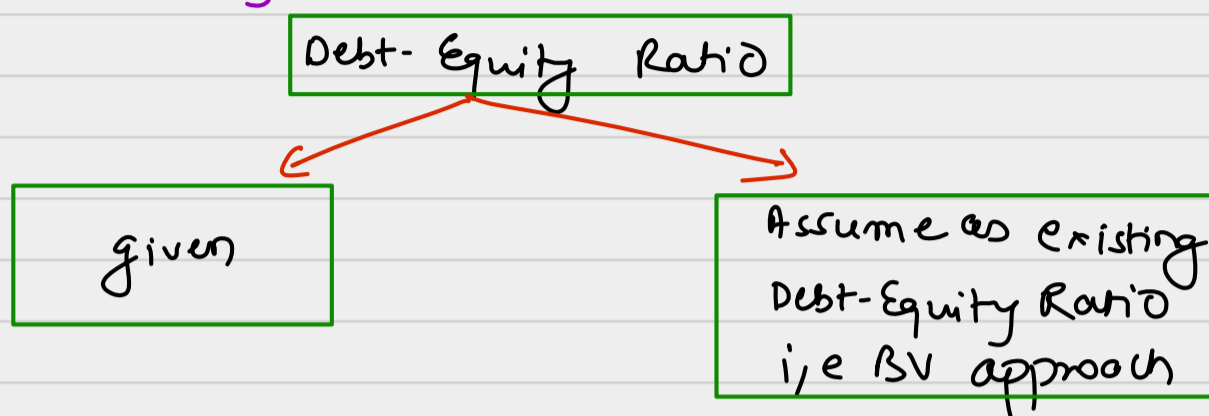 Debt-Equity Ratio
given
Assume as existing
Debt-Equity Ratio
i,e BV approach